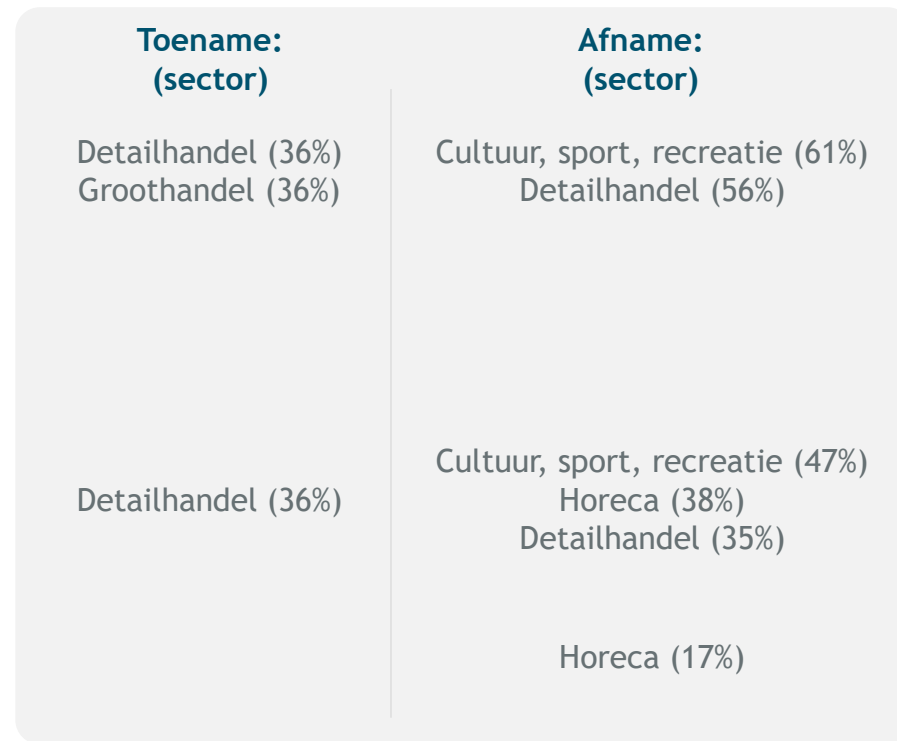 Toename:
(sector)
Detailhandel (36%)
Groothandel (36%)
Detailhandel (36%)
Afname:
(sector)
Cultuur, sport, recreatie (61%)
Detailhandel (56%)
Cultuur, sport, recreatie (47%)
Horeca (38%)
Detailhandel (35%)
Horeca (17%)